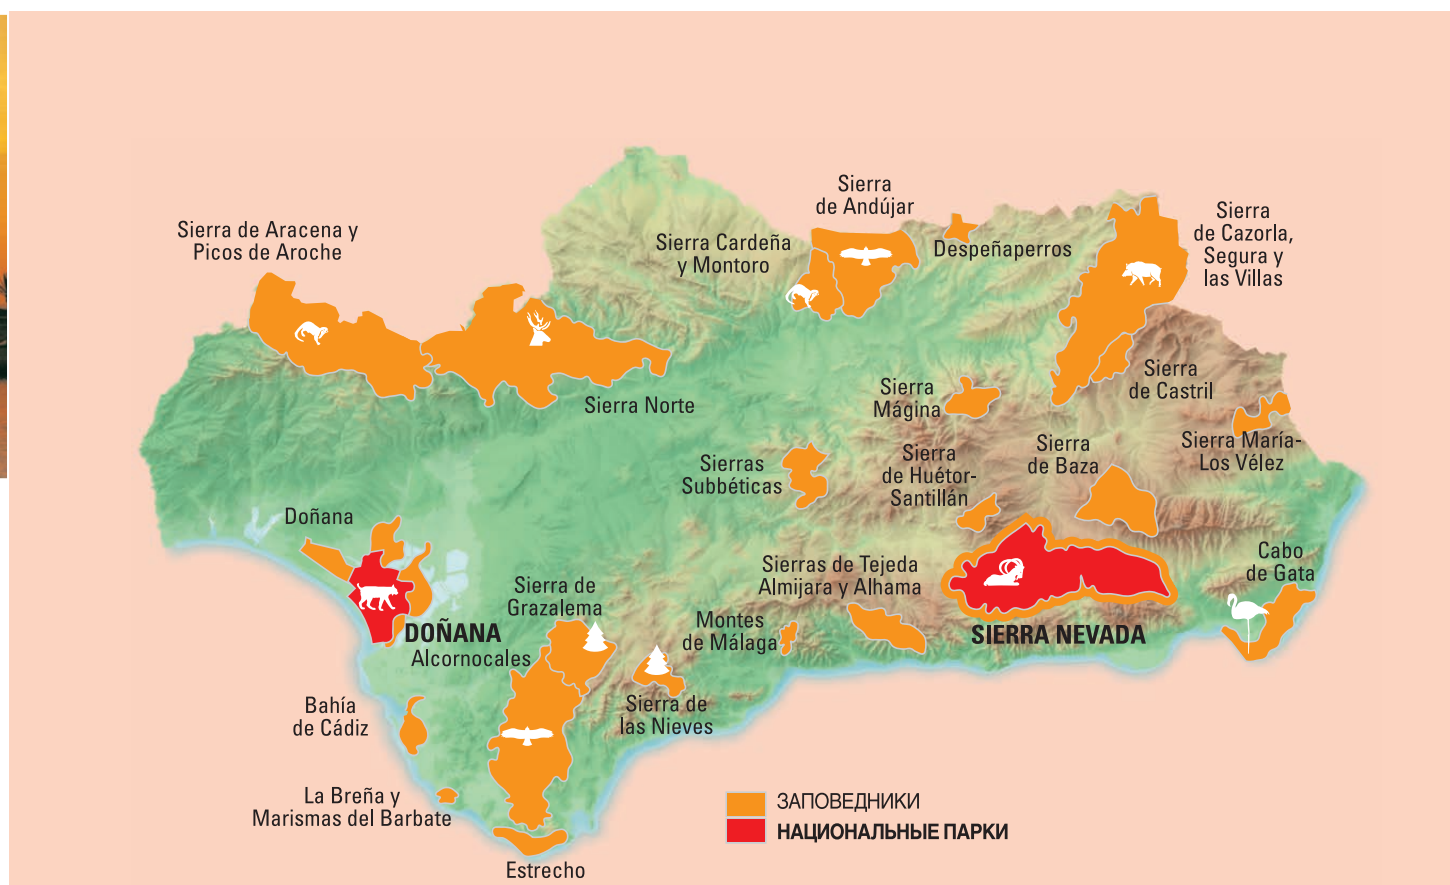 Sierra
de Andújar
Sierra de Aracena y
Picos de Aroche
Sierra Cardeña
y Montoro
Despeñaperros
Sierra
de Cazorla,
Segura y
las Villas
Sierra
de Castril
Sierra
Mágina
Sierra Norte
Sierra María-
Los Vélez
Sierra
de Baza
Sierra
de Huétor-
Santillán
Sierras
Subbéticas
Doñana
Cabo
de Gata
Sierras de Tejeda
Almijara y Alhama
Sierra de
Grazalema
Montes
de Málaga
DOÑANA
SIERRA NEVADA
Alcornocales
Sierra de
las Nieves
Bahía
de Cádiz
La Breña y
Marismas del Barbate
Estrecho
ЗАПОВЕДНИКИ
НАЦИОНАЛЬНЫЕ ПАРКИ